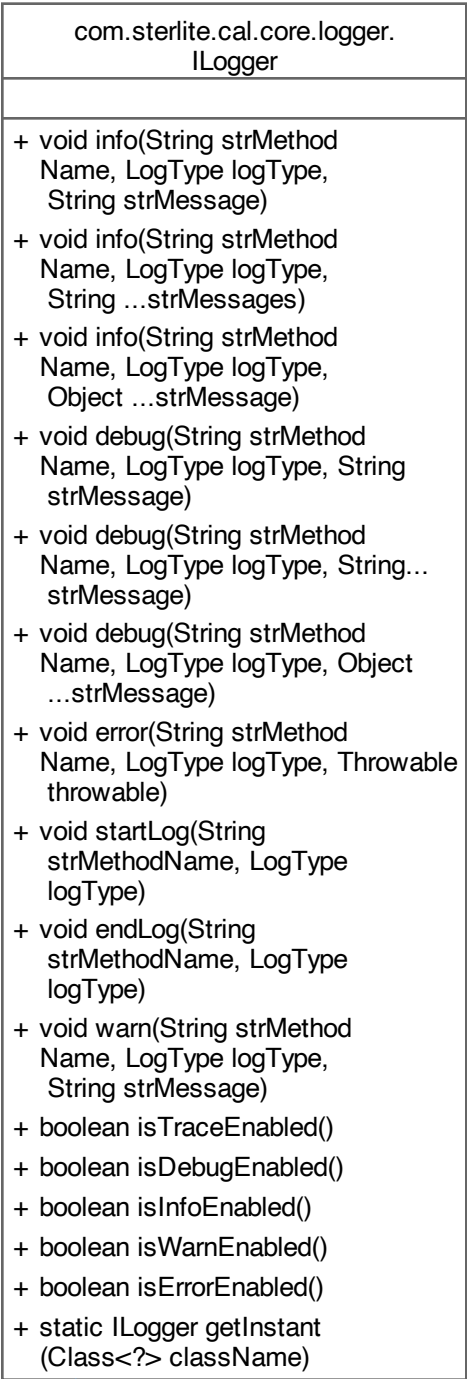 com.sterlite.cal.core.logger.
ILogger
+ void info(String strMethod
Name, LogType logType,
String strMessage)
+ void info(String strMethod
Name, LogType logType,
String ...strMessages)
+ void info(String strMethod
Name, LogType logType,
Object ...strMessage)
+ void debug(String strMethod
Name, LogType logType, String
strMessage)
+ void debug(String strMethod
Name, LogType logType, String...
strMessage)
+ void debug(String strMethod
Name, LogType logType, Object
...strMessage)
+ void error(String strMethod
Name, LogType logType, Throwable
throwable)
+ void startLog(String
strMethodName, LogType
logType)
+ void endLog(String
strMethodName, LogType
logType)
+ void warn(String strMethod
Name, LogType logType,
String strMessage)
+ boolean isTraceEnabled()
+ boolean isDebugEnabled()
+ boolean isInfoEnabled()
+ boolean isWarnEnabled()
+ boolean isErrorEnabled()
+ static ILogger getInstant
(Class<?> className)